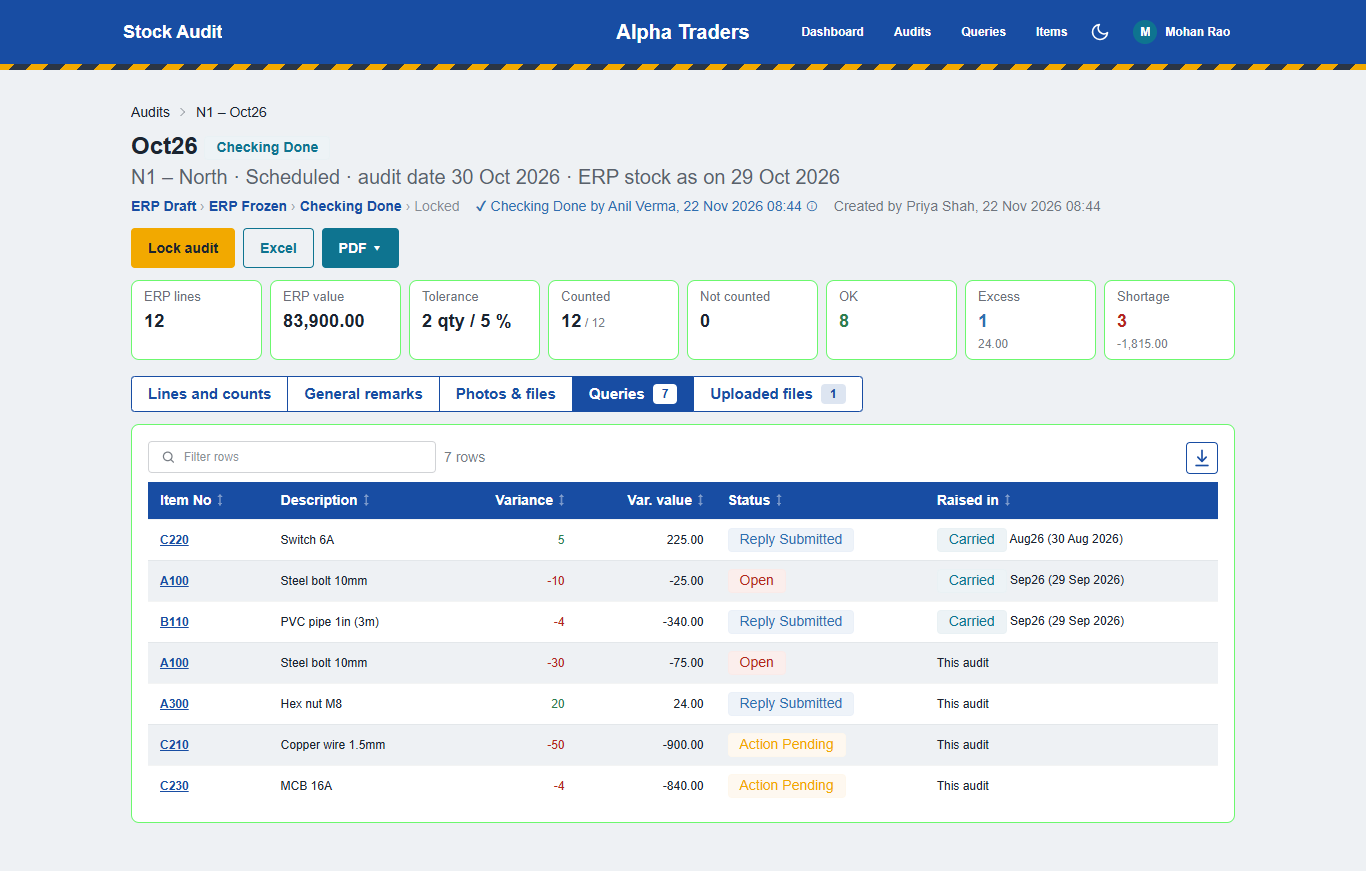 Stock Audit
Alpha Traders
Dashboard Audits Queries Items M Mohan Rao
Audits > N1 – Oct26
Oct26 Checking Done
N1 – North · Scheduled · audit date 30 Oct 2026 · ERP stock as on 29 Oct 2026
ERP Draft › ERP Frozen › Checking Done › Locked ✓ Checking Done by Anil Verma, 22 Nov 2026 08:44 Created by Priya Shah, 22 Nov 2026 08:44
Lock audit Excel PDF
ERP lines
12
ERP value
83,900.00
Tolerance
2 qty / 5 %
Counted
12 / 12
Not counted
0
OK
8
Excess
1
24.00
Shortage
3
-1,815.00
Lines and counts General remarks Photos & files Queries 7 Uploaded files 1
Filter rows 7 rows
Item No Description Variance Var. value Status Raised in
C220 Switch 6A 5 225.00 Reply Submitted Carried Aug26 (30 Aug 2026)
A100 Steel bolt 10mm -10 -25.00 Open Carried Sep26 (29 Sep 2026)
B110 PVC pipe 1in (3m) -4 -340.00 Reply Submitted Carried Sep26 (29 Sep 2026)
A100 Steel bolt 10mm -30 -75.00 Open This audit
A300 Hex nut M8 20 24.00 Reply Submitted This audit
C210 Copper wire 1.5mm -50 -900.00 Action Pending This audit
C230 MCB 16A -4 -840.00 Action Pending This audit